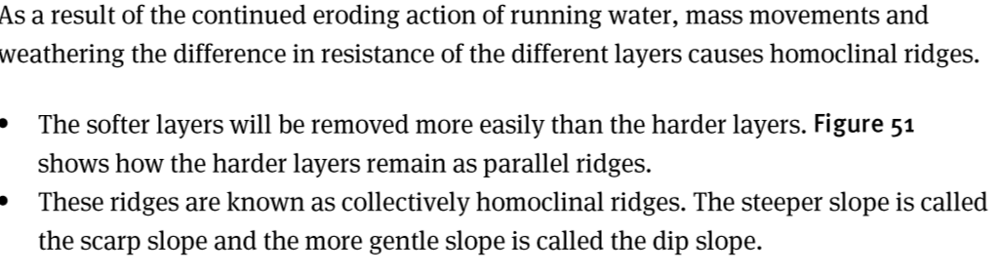 As a result of the continued eroding action of running water, mass movements and
weathering the difference in resistance of the different layers causes homoclinal ridges.
• The softer layers will be removed more easily than the harder layers. Figure 51
shows how the harder layers remain as parallel ridges.
• These ridges are known as collectively homoclinal ridges. The steeper slope is called
the scarp slope and the more gentle slope is called the dip slope.